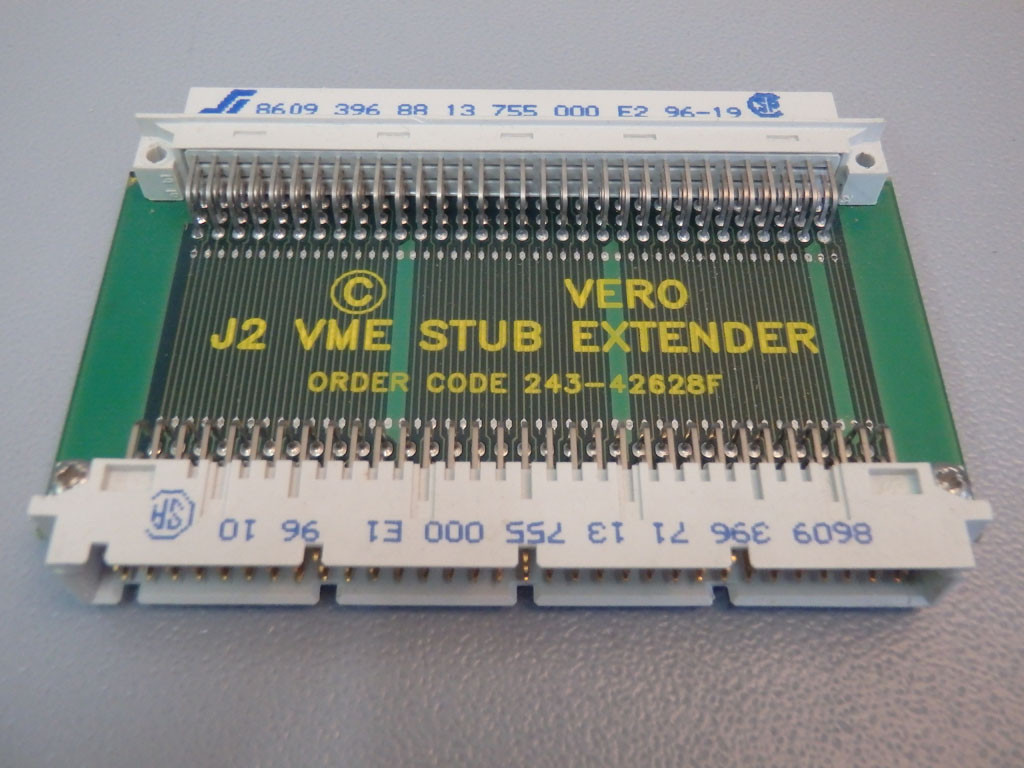 8609 396 88 13 755 000 E2 96-19
© VERO
J2 VME STUB EXTENDER
ORDER CODE 243-42628F
8609 396 71 13 755 000 E1 96 10